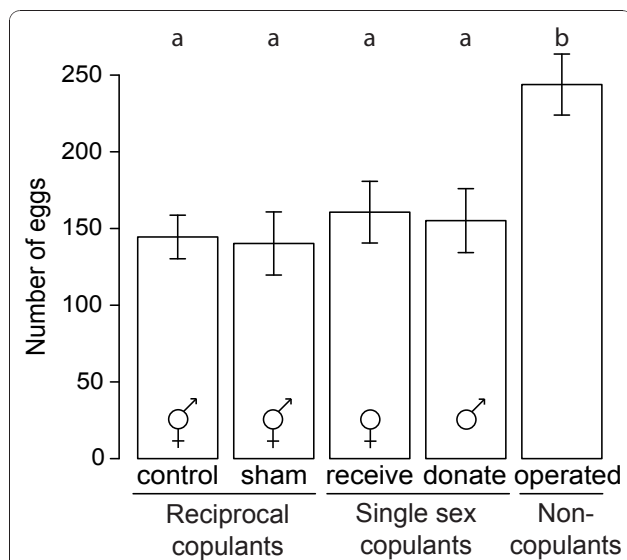 a a a a b
250
200
150
100
50
0
Number of eggs
control sham receive donate operated
Reciprocal copulants
Single sex copulants
Non-copulants